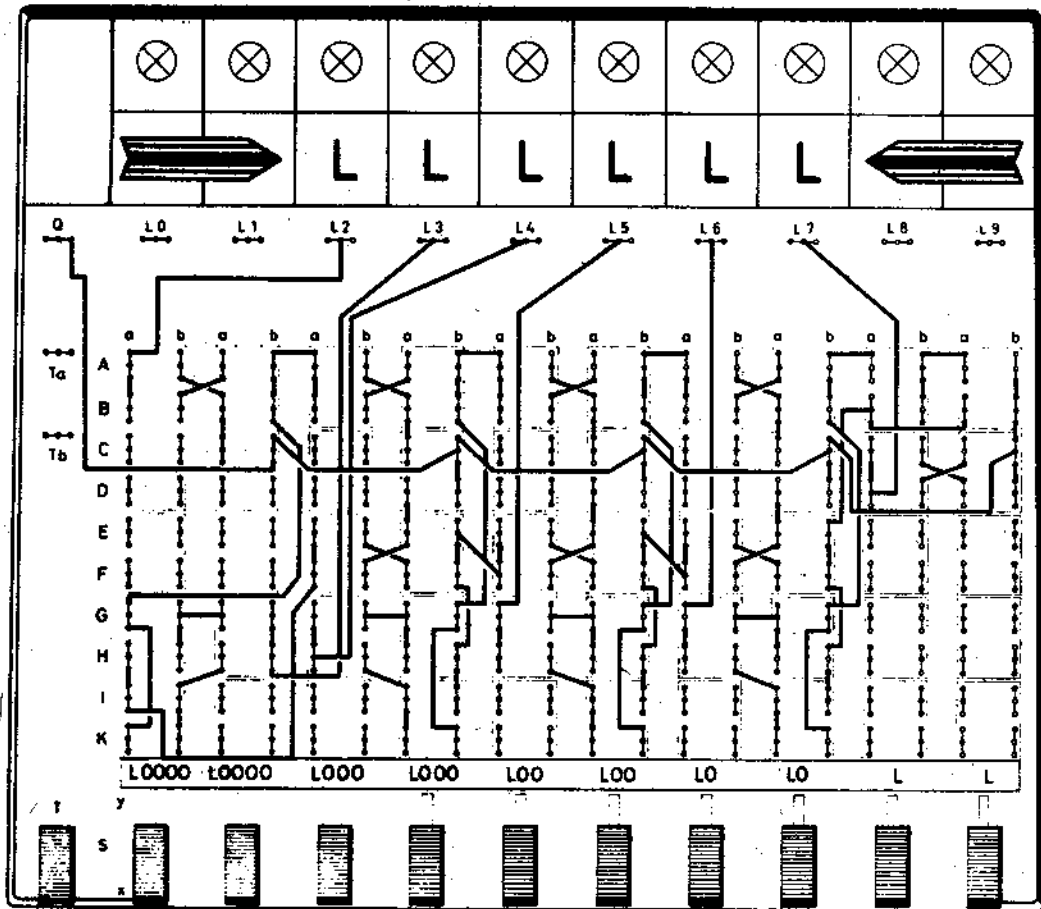 L L L L L L
Q L0 L1 L2 L3 L4 L5 L6 L7 L8 L9
a b a b a b a b a b a b a b a b a b a b
A
Ta
B
C
Tb
D
E
F
G
H
I
K
L0000 L0000 L000 L000 L00 L00 L0 L0 L L
T y
S
x